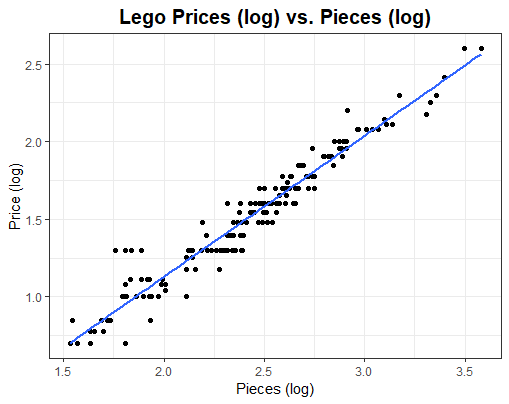 Lego Prices (log) vs. Pieces (log)
2.5
2.0
1.5
1.0
Price (log)
1.5 2.0 2.5 3.0 3.5
Pieces (log)